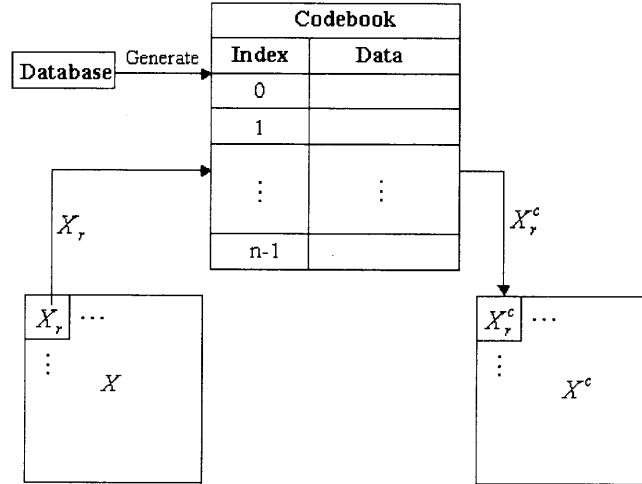 Codebook
Index Data
Database
Generate
0
1
⋮ ⋮
n-1
X_r
X_r^c
X_r ⋯
⋮
X
X_r^c ⋯
⋮
X^c